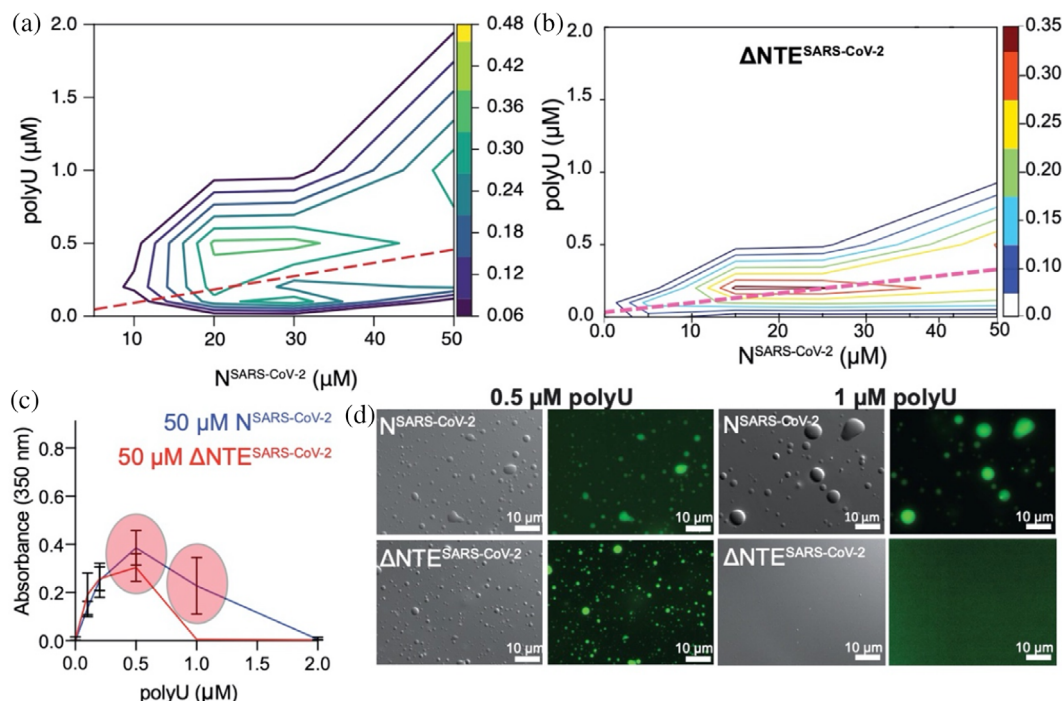 (a)
2.0
1.5
1.0
0.5
0.0
polyU (µM)
10
20
30
40
50
N^SARS-CoV-2 (µM)
0.48
0.42
0.36
0.30
0.24
0.18
0.12
0.06
(b)
ΔNTE^SARS-CoV-2
2.0
1.5
1.0
0.5
0.0
polyU (µM)
0.0
10
20
30
40
50
N^SARS-CoV-2 (µM)
0.35
0.30
0.25
0.20
0.15
0.10
0.0
(c)
50 µM N^SARS-CoV-2
50 µM ΔNTE^SARS-CoV-2
Absorbance (350 nm)
0.8
0.6
0.4
0.2
0.0
0.0
0.5
1.0
1.5
2.0
polyU (µM)
(d)
0.5 µM polyU
1 µM polyU
N^SARS-CoV-2
10 µm
10 µm
N^SARS-CoV-2
10 µm
10 µm
ΔNTE^SARS-CoV-2
10 µm
10 µm
ΔNTE^SARS-CoV-2
10 µm
10 µm